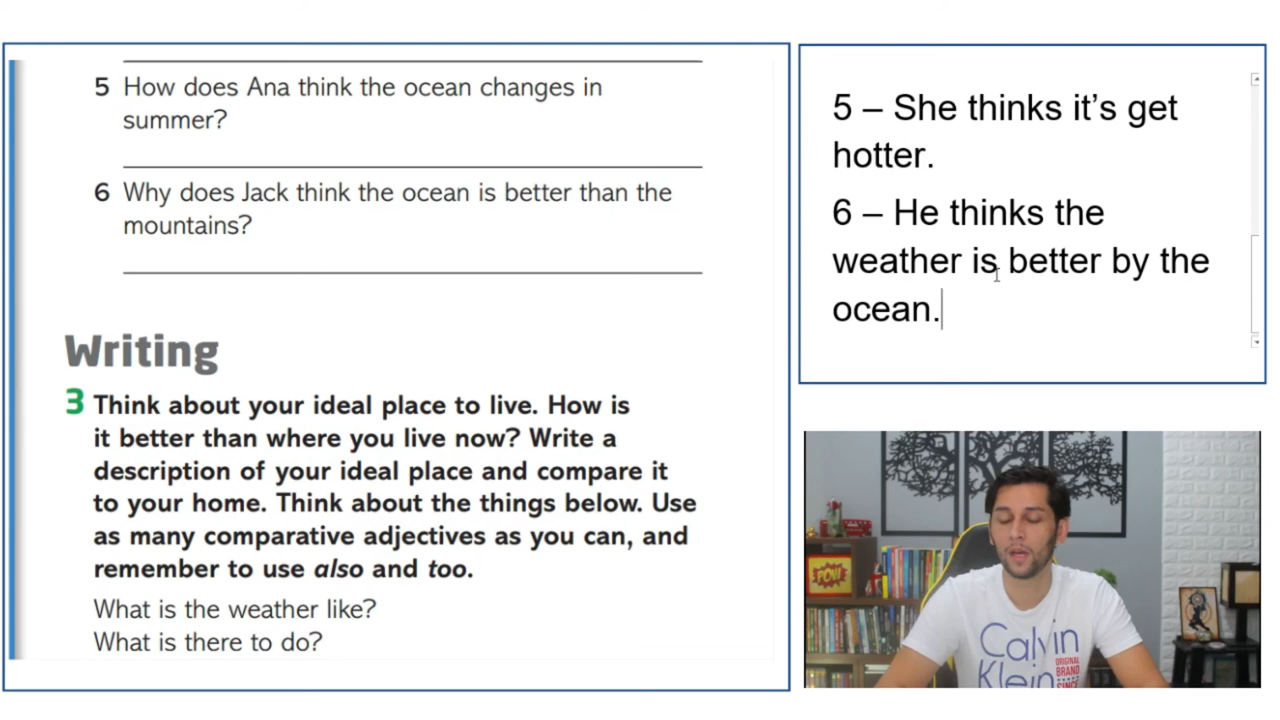 5 How does Ana think the ocean changes in
summer?
6 Why does Jack think the ocean is better than the
mountains?
Writing
3 Think about your ideal place to live. How is
it better than where you live now? Write a
description of your ideal place and compare it
to your home. Think about the things below. Use
as many comparative adjectives as you can, and
remember to use also and too.
What is the weather like?
What is there to do?
5 – She thinks it's get
hotter.
6 – He thinks the
weather is better by the
ocean.
POW
Calvin
Klein
ORIGINAL
BRAND
SINCE